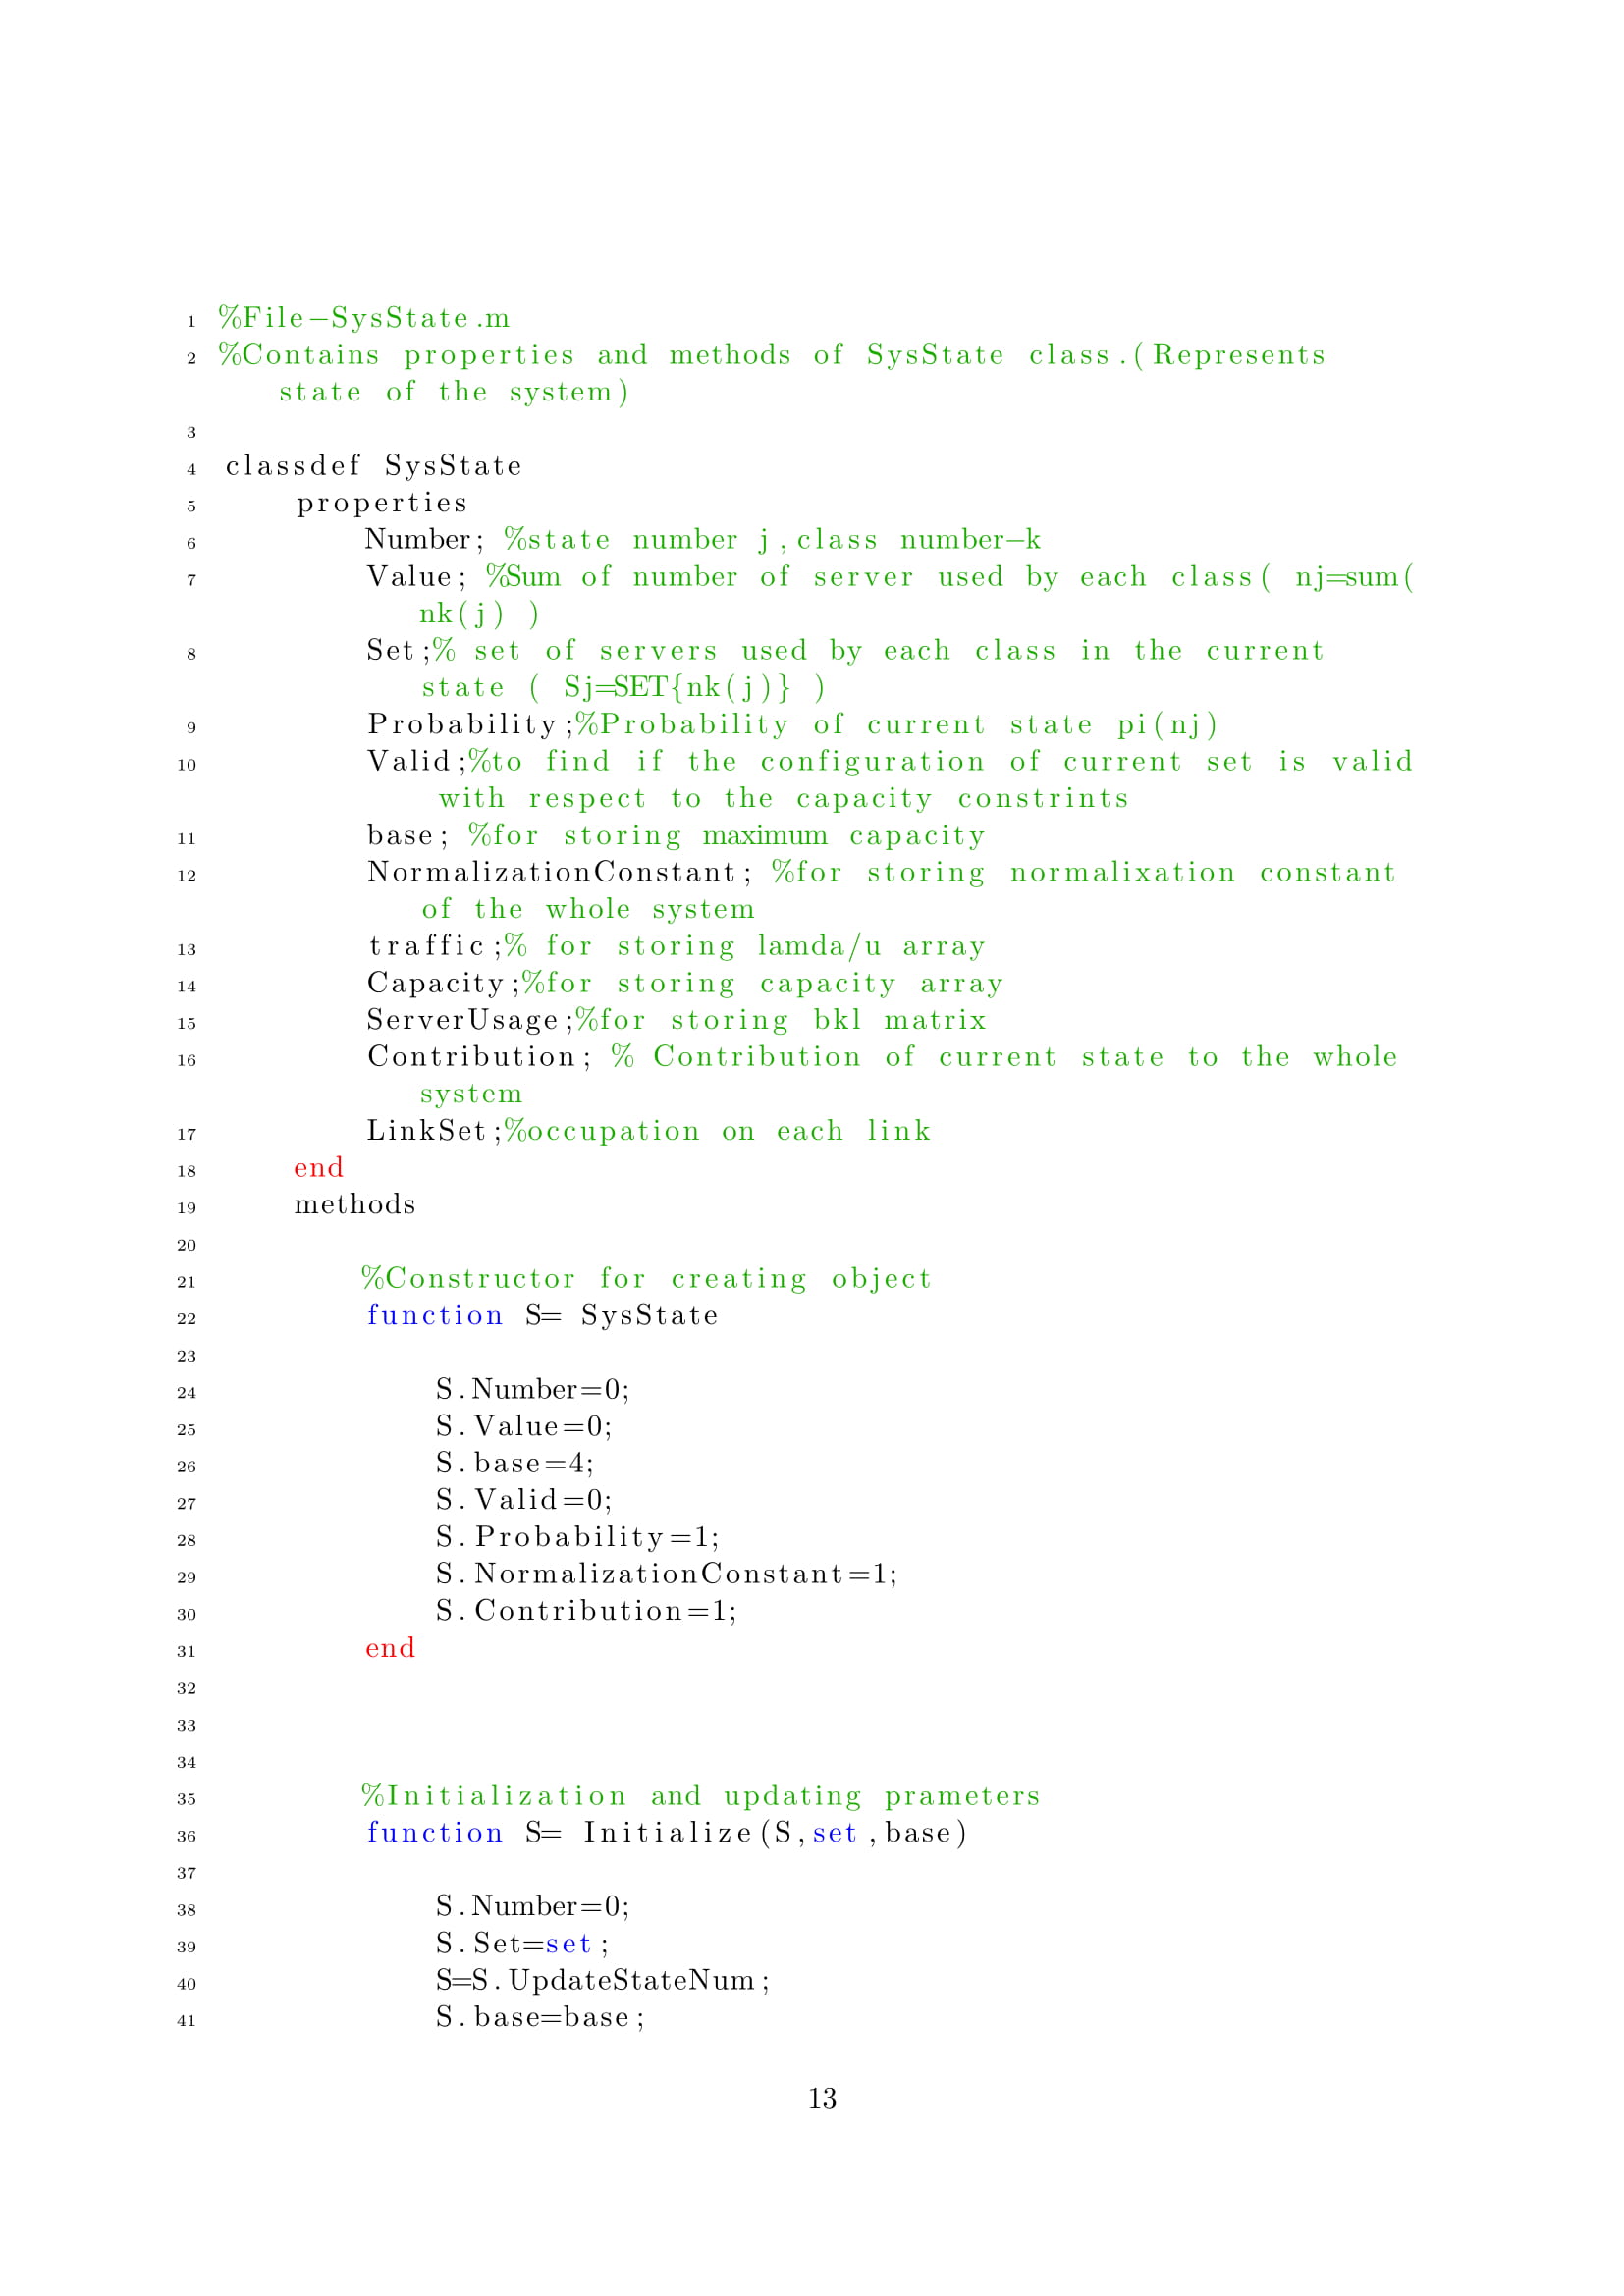 1 %File−SysState.m
2 %Contains properties and methods of SysState class.(Represents
state of the system)
3
4 classdef SysState
5 properties
6 Number; %state number j,class number−k
7 Value; %Sum of number of server used by each class( nj=sum(
nk(j) )
8 Set;% set of servers used by each class in the current
state ( Sj=SET{nk(j)} )
9 Probability;%Probability of current state pi(nj)
10 Valid;%to find if the configuration of current set is valid
with respect to the capacity constrints
11 base; %for storing maximum capacity
12 NormalizationConstant; %for storing normalixation constant
of the whole system
13 traffic;% for storing lamda/u array
14 Capacity;%for storing capacity array
15 ServerUsage;%for storing bkl matrix
16 Contribution; % Contribution of current state to the whole
system
17 LinkSet;%occupation on each link
18 end
19 methods
20
21 %Constructor for creating object
22 function S= SysState
23
24 S.Number=0;
25 S.Value=0;
26 S.base=4;
27 S.Valid=0;
28 S.Probability=1;
29 S.NormalizationConstant=1;
30 S.Contribution=1;
31 end
32
33
34
35 %Initialization and updating prameters
36 function S= Initialize(S,set,base)
37
38 S.Number=0;
39 S.Set=set;
40 S=S.UpdateStateNum;
41 S.base=base;
13